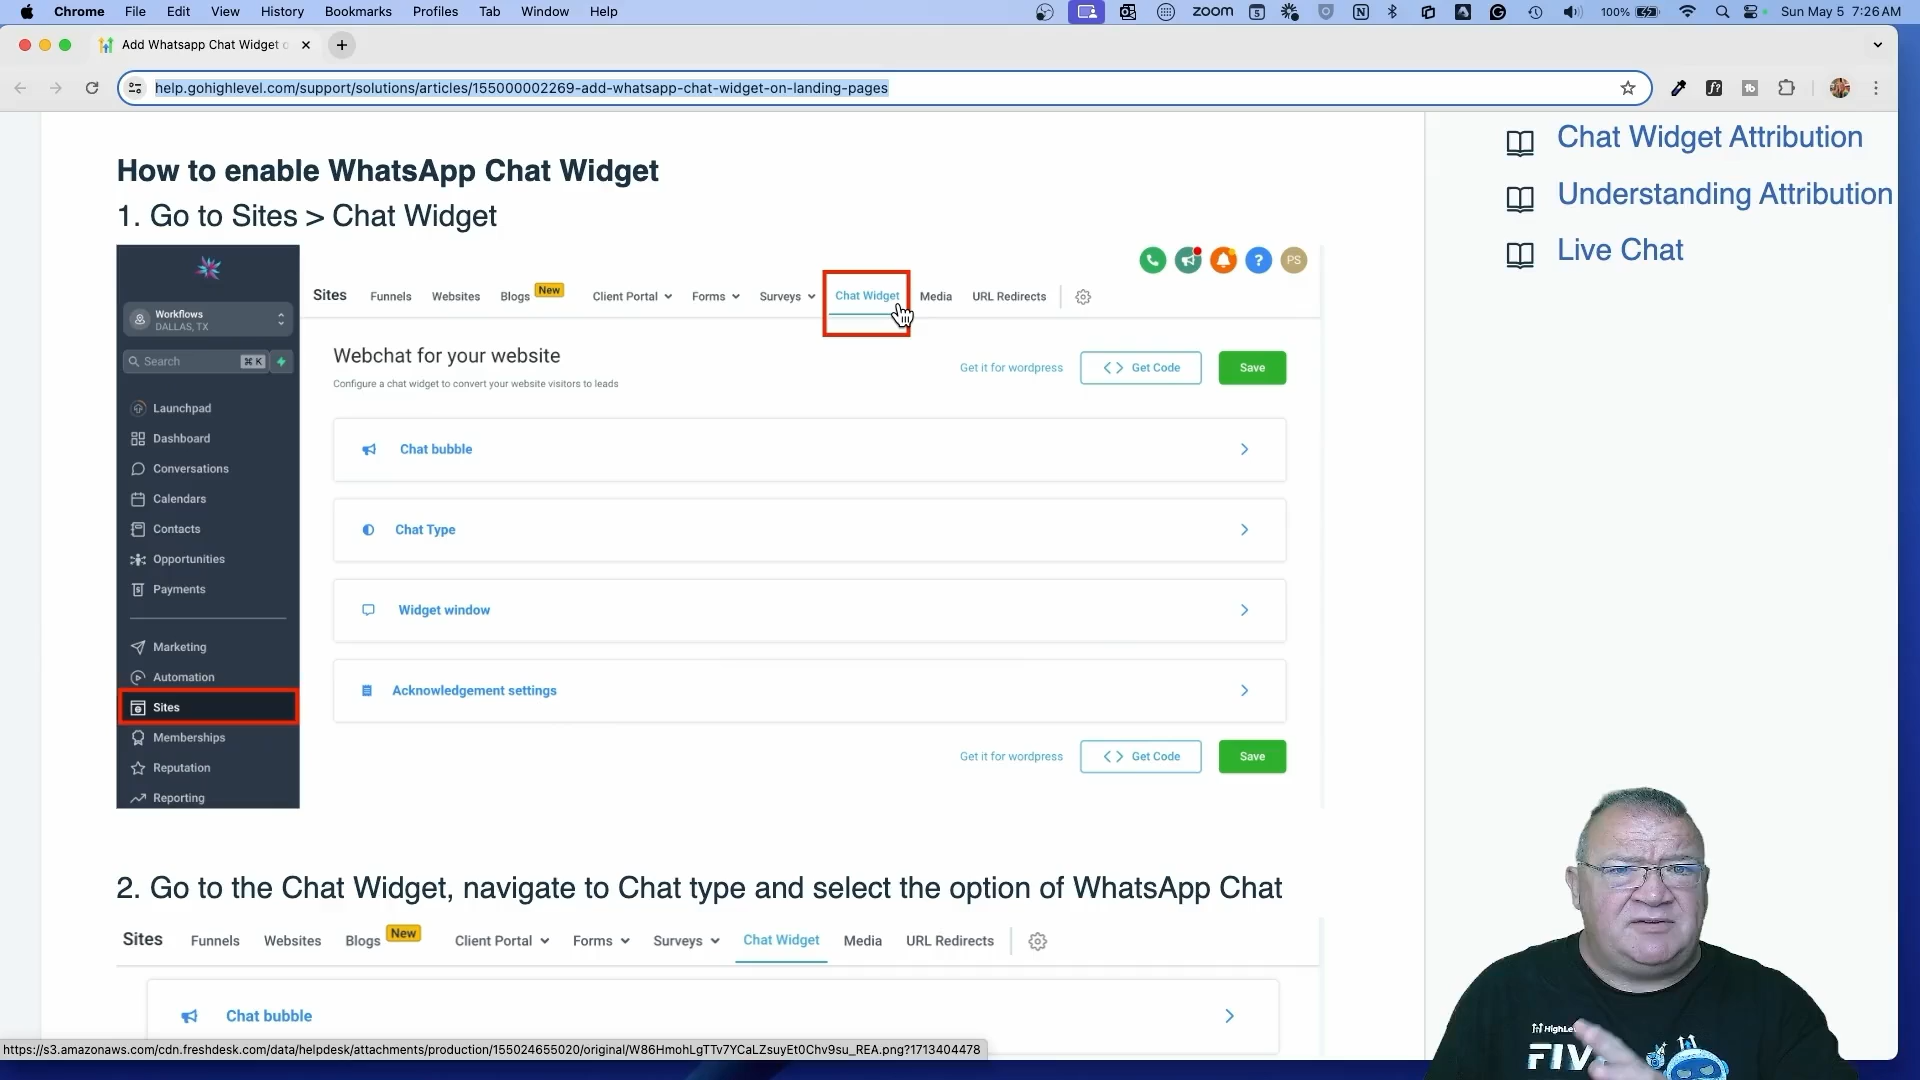 Chrome File Edit View History Bookmarks Profiles Tab Window Help
zoom 100% Sun May 5 7:26 AM
Add Whatsapp Chat Widget
help.gohighlevel.com/support/solutions/articles/155000002269-add-whatsapp-chat-widget-on-landing-pages
Chat Widget Attribution
Understanding Attribution
Live Chat
How to enable WhatsApp Chat Widget
1. Go to Sites > Chat Widget
PS
Sites Funnels Websites Blogs New Client Portal Forms Surveys Chat Widget Media URL Redirects
Workflows
DALLAS, TX
Search ⌘ K
Launchpad
Dashboard
Conversations
Calendars
Contacts
Opportunities
Payments
Marketing
Automation
Sites
Memberships
Reputation
Reporting
Webchat for your website
Configure a chat widget to convert your website visitors to leads
Get it for wordpress <> Get Code Save
Chat bubble
Chat Type
Widget window
Acknowledgement settings
Get it for wordpress <> Get Code Save
2. Go to the Chat Widget, navigate to Chat type and select the option of WhatsApp Chat
Sites Funnels Websites Blogs New Client Portal Forms Surveys Chat Widget Media URL Redirects
Chat bubble
https://s3.amazonaws.com/cdn.freshdesk.com/data/helpdesk/attachments/production/155024655020/original/W86HmohLgTTv7YCaLZsuyEt0Chv9su_REA.png?1713404478